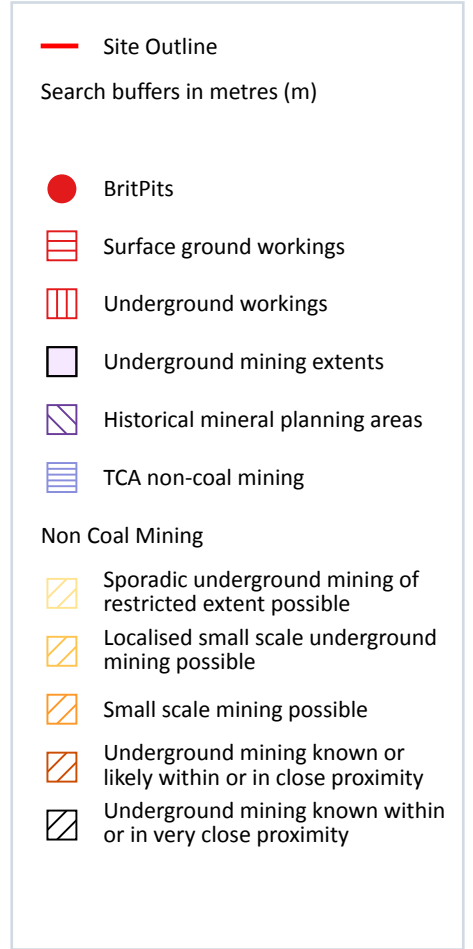 Site Outline
Search buffers in metres (m)
BritPits
Surface ground workings
Underground workings
Underground mining extents
Historical mineral planning areas
TCA non-coal mining
Non Coal Mining
Sporadic underground mining of
restricted extent possible
Localised small scale underground
mining possible
Small scale mining possible
Underground mining known or
likely within or in close proximity
Underground mining known within
or in very close proximity